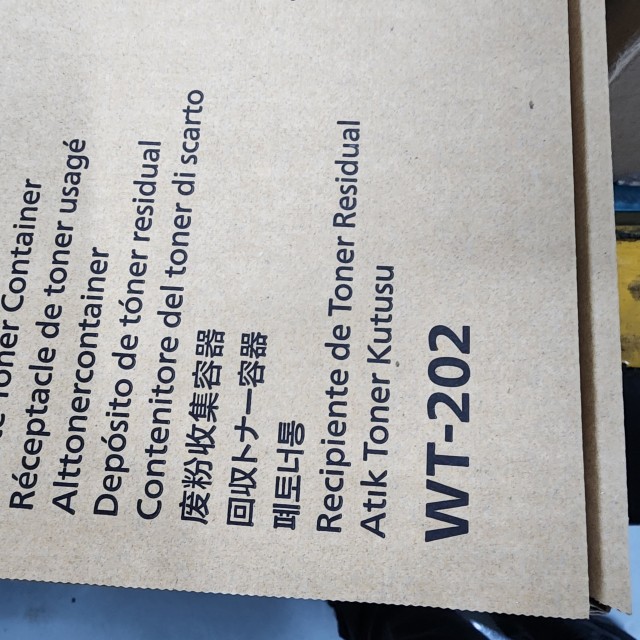 Toner Container
Réceptacle de toner usagé
Alttonercontainer
Depósito de tóner residual
Contenitore del toner di scarto
废粉收集容器
回収トナー容器
폐토너통
Recipiente de Toner Residual
Atık Toner Kutusu
WT-202